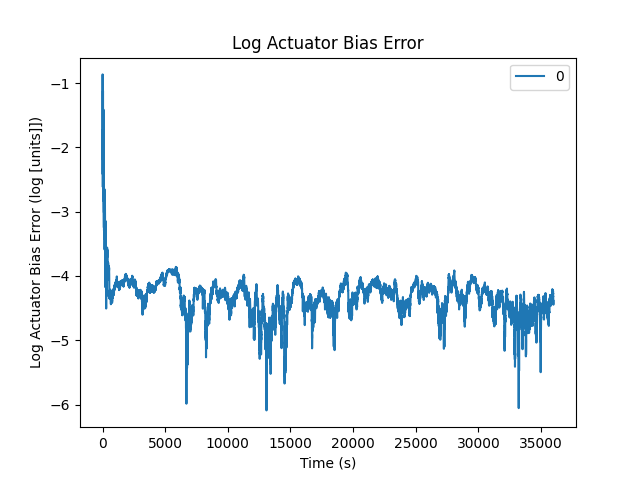 Log Actuator Bias Error
0
Log Actuator Bias Error (log [units]])
−1
−2
−3
−4
−5
−6
0 5000 10000 15000 20000 25000 30000 35000
Time (s)